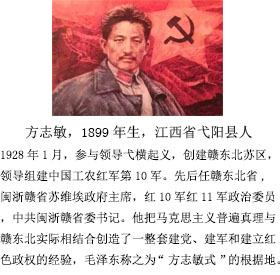 方志敏，1899 年生，江西省弋阳县人
1928 年 1 月，参与领导弋横起义，创建赣东北苏区，
领导组建中国工农红军第 10 军。先后任赣东北省，
闽浙赣省苏维埃政府主席，红 10 军红 11 军政治委员
，中共闽浙赣省委书记。他把马克思主义普遍真理与
赣东北实际相结合创造了一整套建党、建军和建立红
色政权的经验，毛泽东称之为“ 方志敏式 ”的根据地.